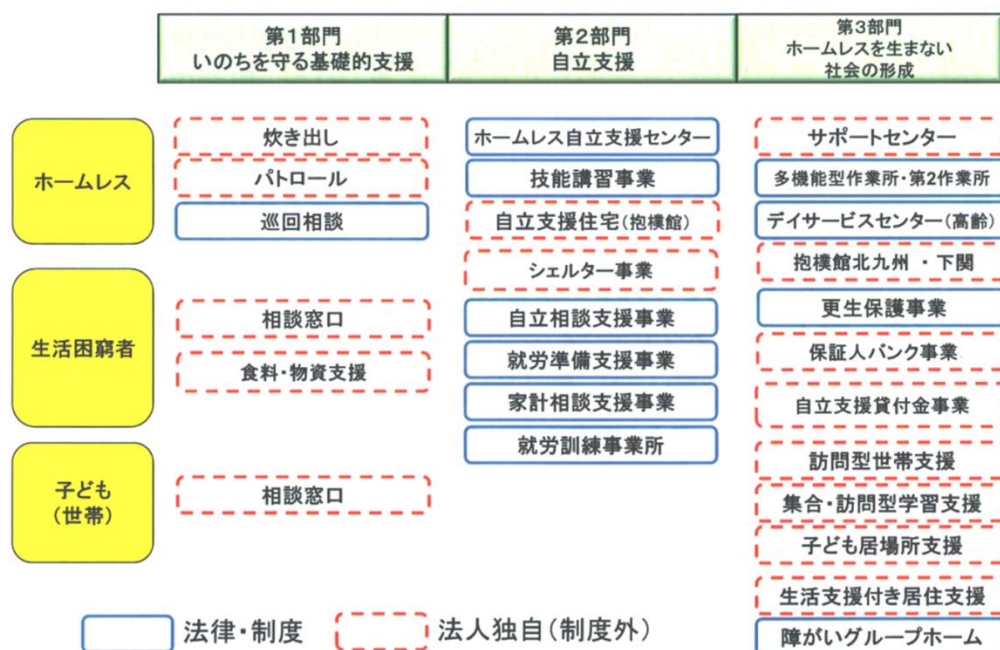 第1部門
いのちを守る基礎的支援
第2部門
自立支援
第3部門
ホームレスを生まない
社会の形成
ホームレス
炊き出し
パトロール
巡回相談
ホームレス自立支援センター
技能講習事業
自立支援住宅(抱樸館)
シェルター事業
サポートセンター
多機能型作業所・第2作業所
デイサービスセンター(高齢)
抱樸館北九州 ・ 下関
生活困窮者
相談窓口
食料・物資支援
自立相談支援事業
就労準備支援事業
家計相談支援事業
就労訓練事業所
更生保護事業
保証人バンク事業
自立支援貸付金事業
子ども
(世帯)
相談窓口
訪問型世帯支援
集合・訪問型学習支援
子ども居場所支援
生活支援付き居住支援
障がいグループホーム
法律・制度
法人独自(制度外)